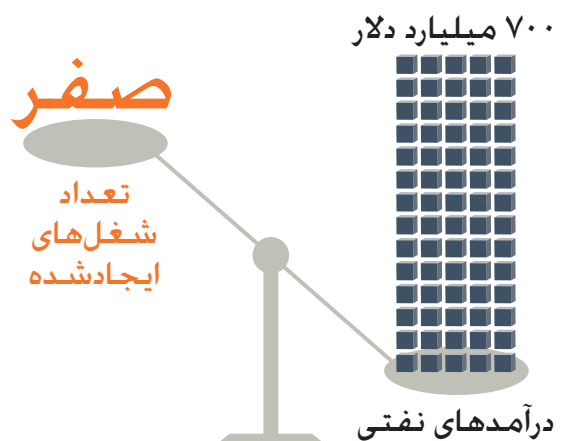 ۷۰۰ میلیارد دلار
صفر
تعداد
شغل‌های
ایجادشده
درآمدهای نفتی